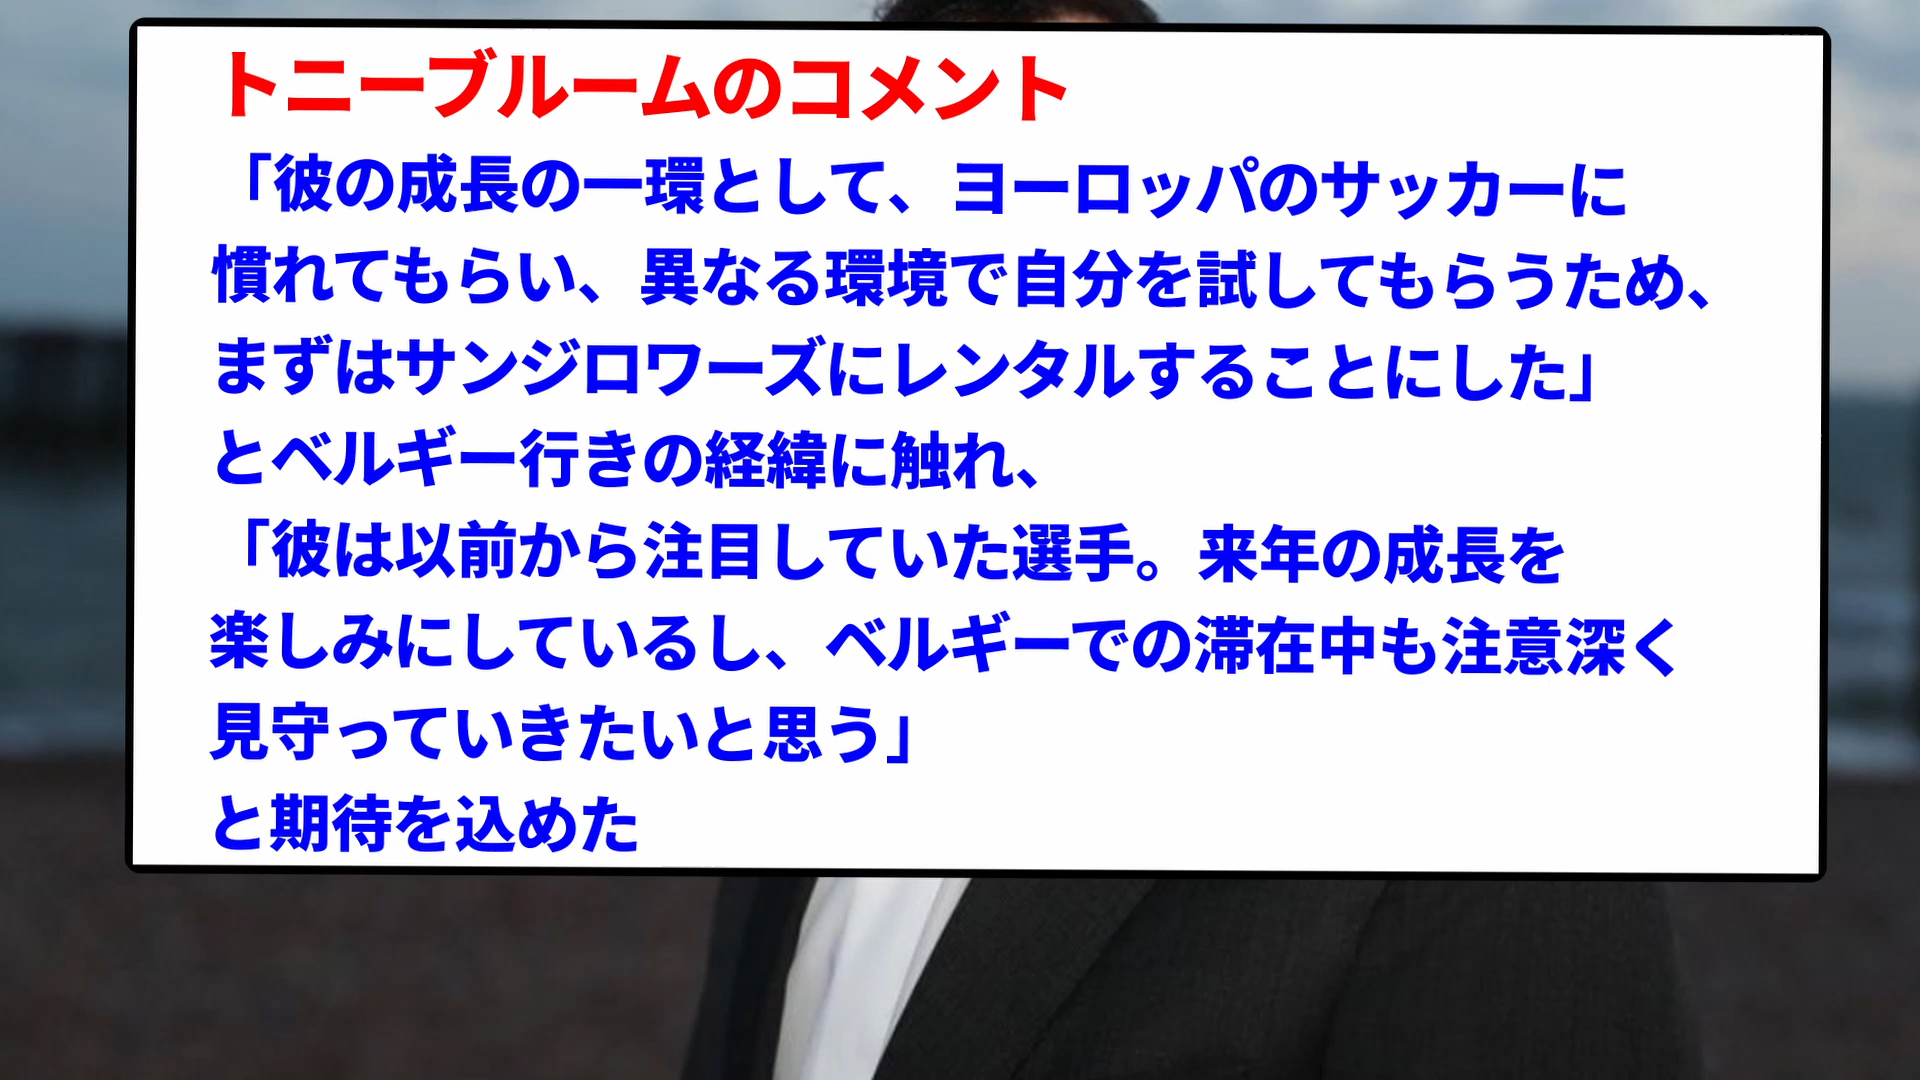 トニーブルームのコメント
「彼の成長の一環として、ヨーロッパのサッカーに
慣れてもらい、異なる環境で自分を試してもらうため、
まずはサンジロワーズにレンタルすることにした」
とベルギー行きの経緯に触れ、
「彼は以前から注目していた選手。来年の成長を
楽しみにしているし、ベルギーでの滞在中も注意深く
見守っていきたいと思う」
と期待を込めた